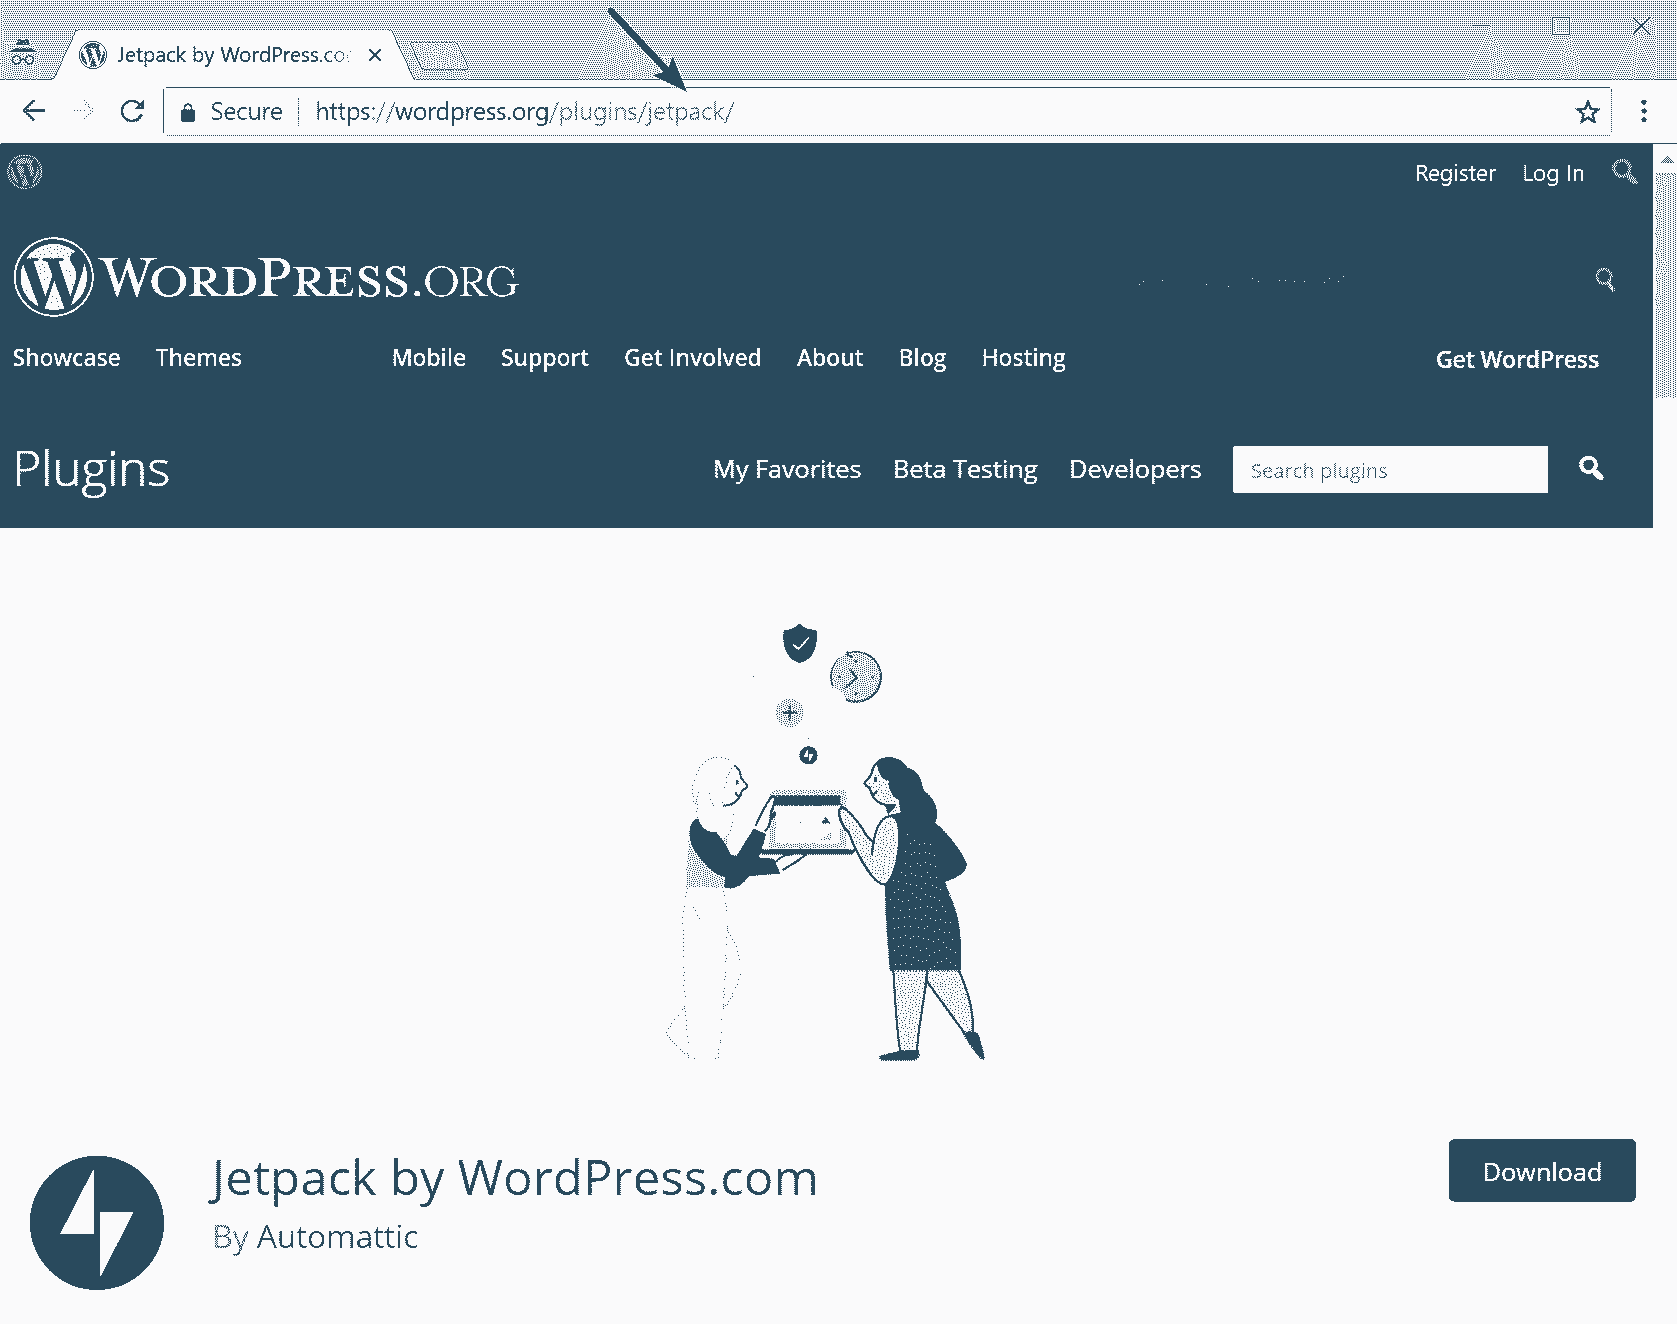 Jetpack by WordPress.co
Secure https://wordpress.org/plugins/jetpack/
Register Log In
WORDPRESS.ORG
Showcase Themes Mobile Support Get Involved About Blog Hosting Get WordPress
Plugins My Favorites Beta Testing Developers Search plugins
Jetpack by WordPress.com
Download
By Automattic